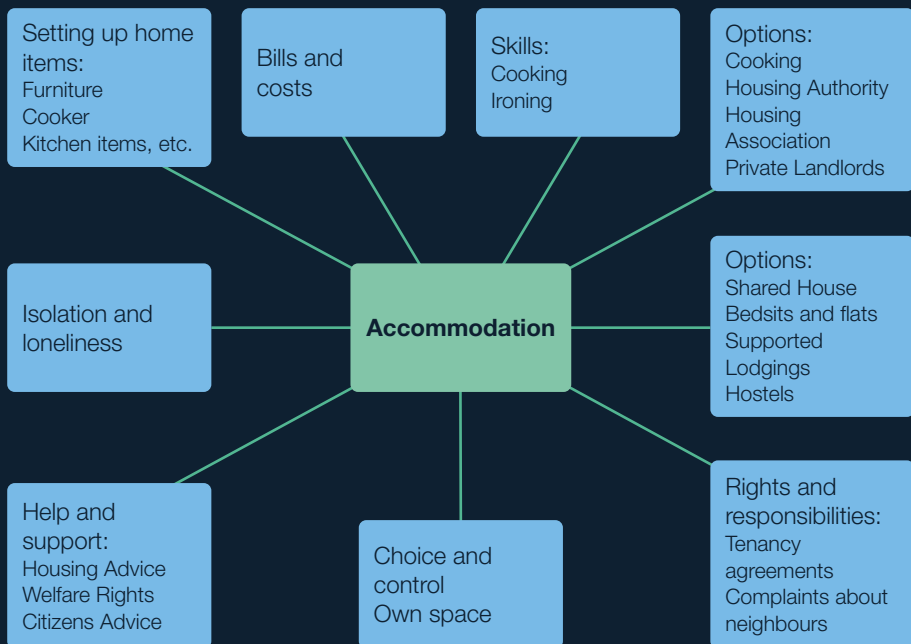 Setting up home
items:
Furniture
Cooker
Kitchen items, etc.
Bills and
costs
Skills:
Cooking
Ironing
Options:
Cooking
Housing Authority
Housing
Association
Private Landlords
Isolation and
loneliness
Accommodation
Options:
Shared House
Bedsits and flats
Supported
Lodgings
Hostels
Help and
support:
Housing Advice
Welfare Rights
Citizens Advice
Choice and
control
Own space
Rights and
responsibilities:
Tenancy
agreements
Complaints about
neighbours